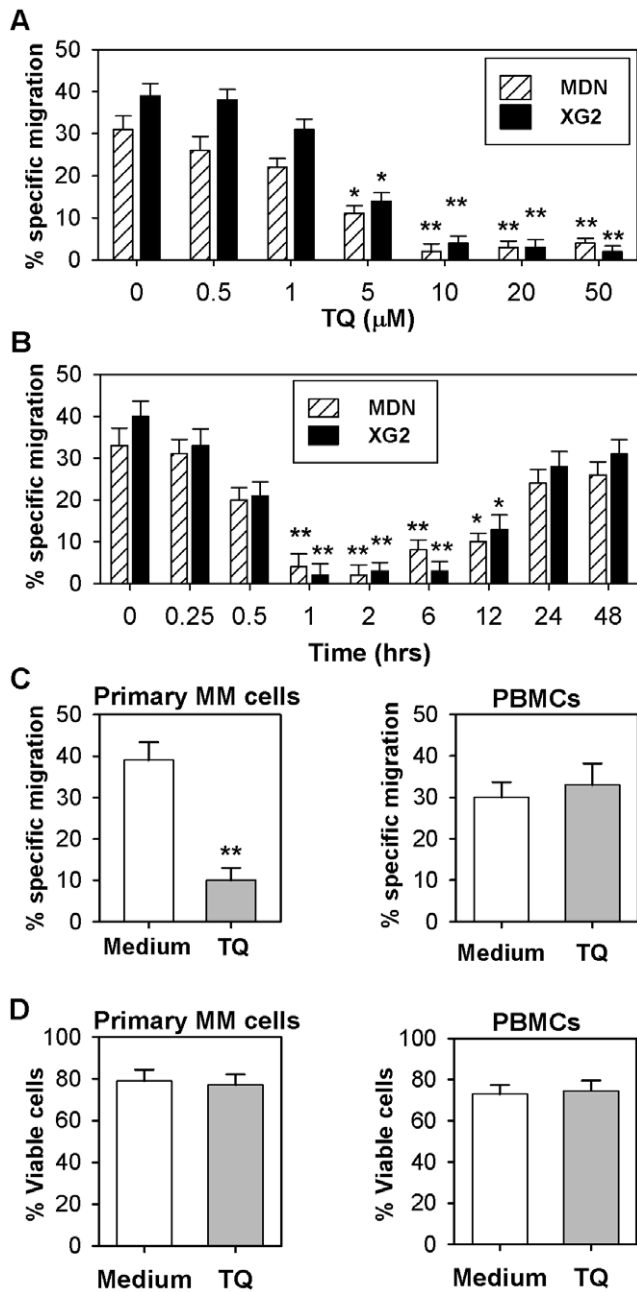 A
% specific migration
50
40
30
20
10
0
MDN
XG2
* *
** ** ** ** ** **
0 0.5 1 5 10 20 50
TQ (μM)
B
% specific migration
50
40
30
20
10
0
MDN
XG2
** ** ** ** ** ** * *
0 0.25 0.5 1 2 6 12 24 48
Time (hrs)
C
Primary MM cells
% specific migration
50
40
30
20
10
0
**
Medium TQ
PBMCs
% specific migration
50
40
30
20
10
0
Medium TQ
D
Primary MM cells
% Viable cells
100
80
60
40
20
0
Medium TQ
PBMCs
% Viable cells
100
80
60
40
20
0
Medium TQ